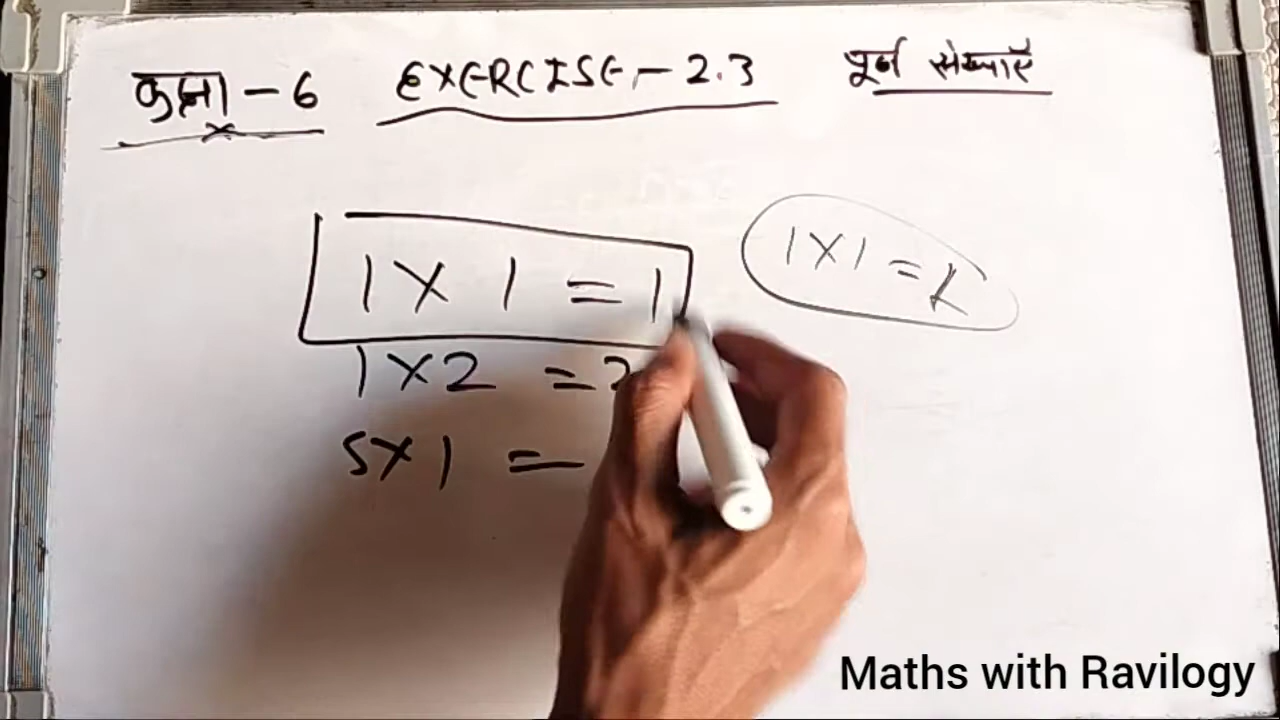 कक्षा - 6 EXERCISE - 2.3 पूर्न संख्याएँ
1 X 1 = 1
1 X 1 = 1
1 X 2 = 2
5 X 1 =
Maths with Ravilogy